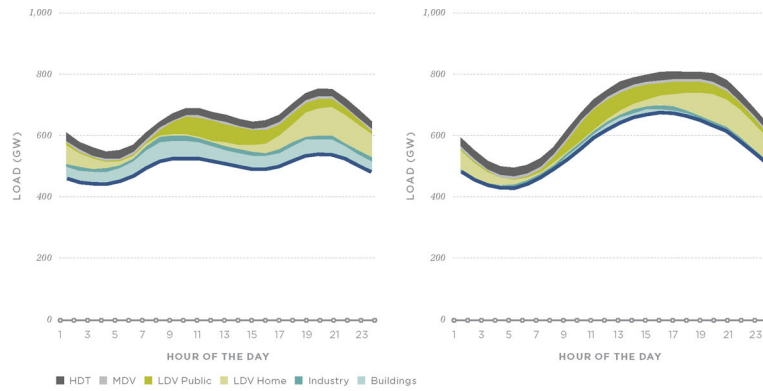 1,000
1,000
800
800
600
600
400
400
200
200
0
0
LOAD (GW)
LOAD (GW)
1 3 5 7 9 11 13 15 17 19 21 23
1 3 5 7 9 11 13 15 17 19 21 23
HOUR OF THE DAY
HOUR OF THE DAY
HDT MDV LDV Public LDV Home Industry Buildings